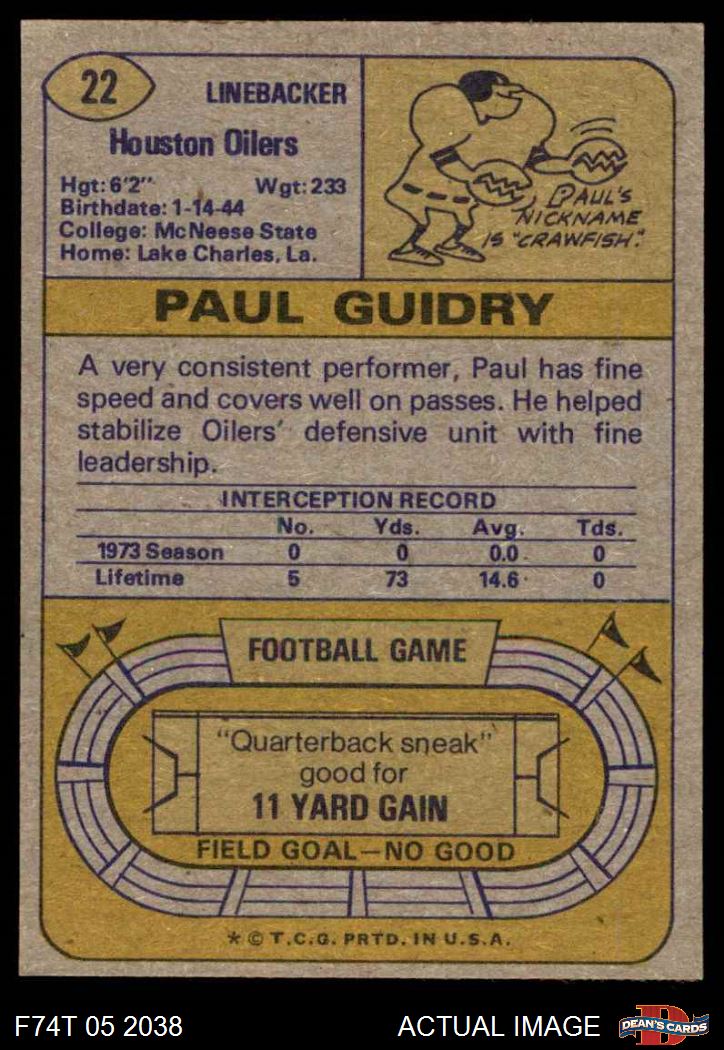 22
LINEBACKER
Houston Oilers
Hgt: 6'2" Wgt: 233
Birthdate: 1-14-44
College: McNeese State
Home: Lake Charles, La.
PAUL'S
NICKNAME
IS "CRAWFISH."
PAUL GUIDRY
A very consistent performer, Paul has fine
speed and covers well on passes. He helped
stabilize Oilers' defensive unit with fine
leadership.
INTERCEPTION RECORD
No. Yds. Avg. Tds.
1973 Season 0 0 0.0 0
Lifetime 5 73 14.6 0
FOOTBALL GAME
"Quarterback sneak"
good for
11 YARD GAIN
FIELD GOAL—NO GOOD
* © T.C.G. PRTD. IN U.S.A.
F74T 05 2038 ACTUAL IMAGE
D
DEAN'S CARDS